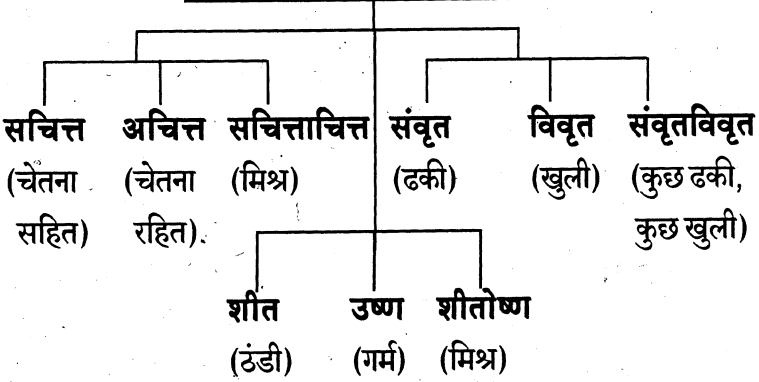 सचित्त अचित्त सचित्ताचित्त संवृत विवृत संवृतविवृत
(चेतना (चेतना (मिश्र) (ढकी) (खुली) (कुछ ढकी,
सहित) रहित). कुछ खुली)
शीत उष्ण शीतोष्ण
(ठंडी) (गर्म) (मिश्र)